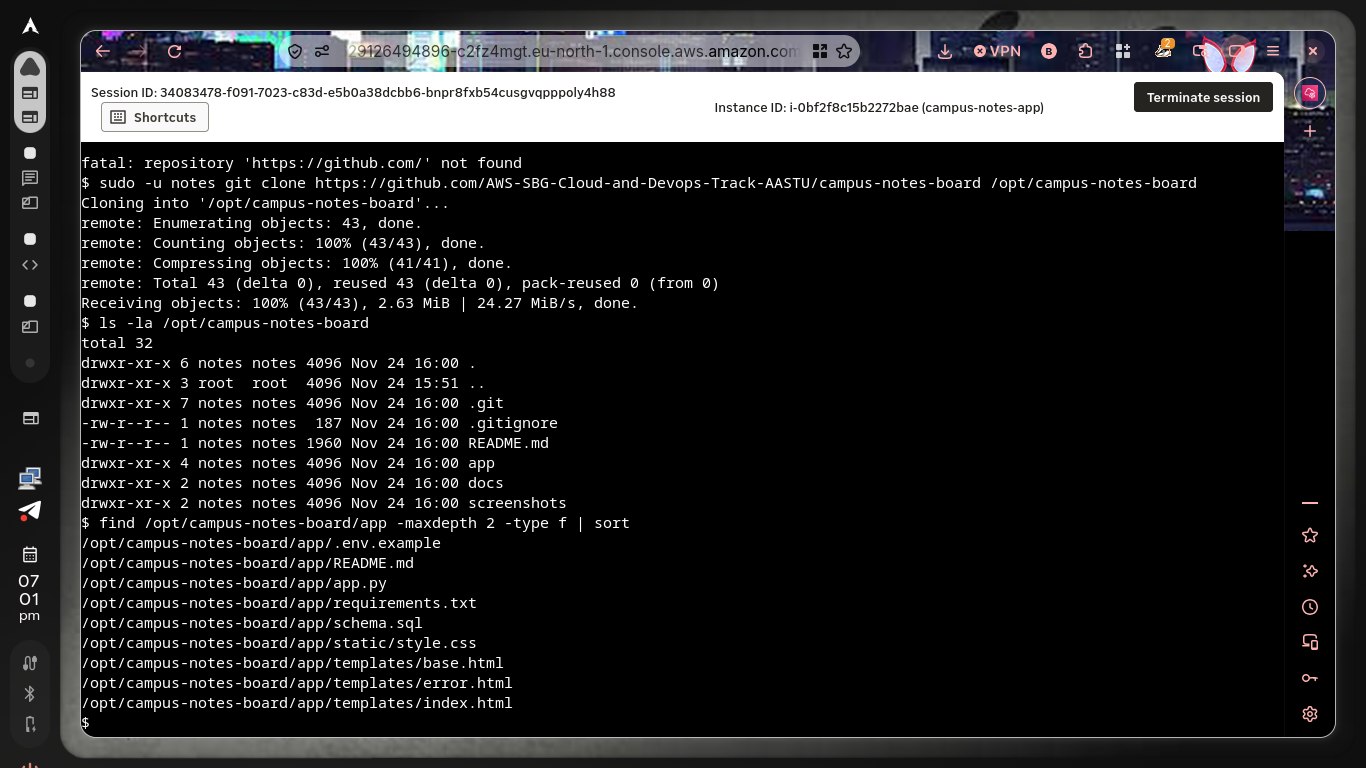 29126494896-c2fz4mgt.eu-north-1.console.aws.amazon.com
VPN
B
2
Session ID: 34083478-f091-7023-c83d-e5b0a38dcbb6-bnpr8fxb54cusgvqpppoly4h88
Shortcuts
Instance ID: i-0bf2f8c15b2272bae (campus-notes-app)
Terminate session
fatal: repository 'https://github.com/' not found
$ sudo -u notes git clone https://github.com/AWS-SBG-Cloud-and-Devops-Track-AASTU/campus-notes-board /opt/campus-notes-board
Cloning into '/opt/campus-notes-board'...
remote: Enumerating objects: 43, done.
remote: Counting objects: 100% (43/43), done.
remote: Compressing objects: 100% (41/41), done.
remote: Total 43 (delta 0), reused 43 (delta 0), pack-reused 0 (from 0)
Receiving objects: 100% (43/43), 2.63 MiB | 24.27 MiB/s, done.
$ ls -la /opt/campus-notes-board
total 32
drwxr-xr-x 6 notes notes 4096 Nov 24 16:00 .
drwxr-xr-x 3 root  root  4096 Nov 24 15:51 ..
drwxr-xr-x 7 notes notes 4096 Nov 24 16:00 .git
-rw-r--r-- 1 notes notes  187 Nov 24 16:00 .gitignore
-rw-r--r-- 1 notes notes 1960 Nov 24 16:00 README.md
drwxr-xr-x 4 notes notes 4096 Nov 24 16:00 app
drwxr-xr-x 2 notes notes 4096 Nov 24 16:00 docs
drwxr-xr-x 2 notes notes 4096 Nov 24 16:00 screenshots
$ find /opt/campus-notes-board/app -maxdepth 2 -type f | sort
/opt/campus-notes-board/app/.env.example
/opt/campus-notes-board/app/README.md
/opt/campus-notes-board/app/app.py
/opt/campus-notes-board/app/requirements.txt
/opt/campus-notes-board/app/schema.sql
/opt/campus-notes-board/app/static/style.css
/opt/campus-notes-board/app/templates/base.html
/opt/campus-notes-board/app/templates/error.html
/opt/campus-notes-board/app/templates/index.html
$
07
01
pm